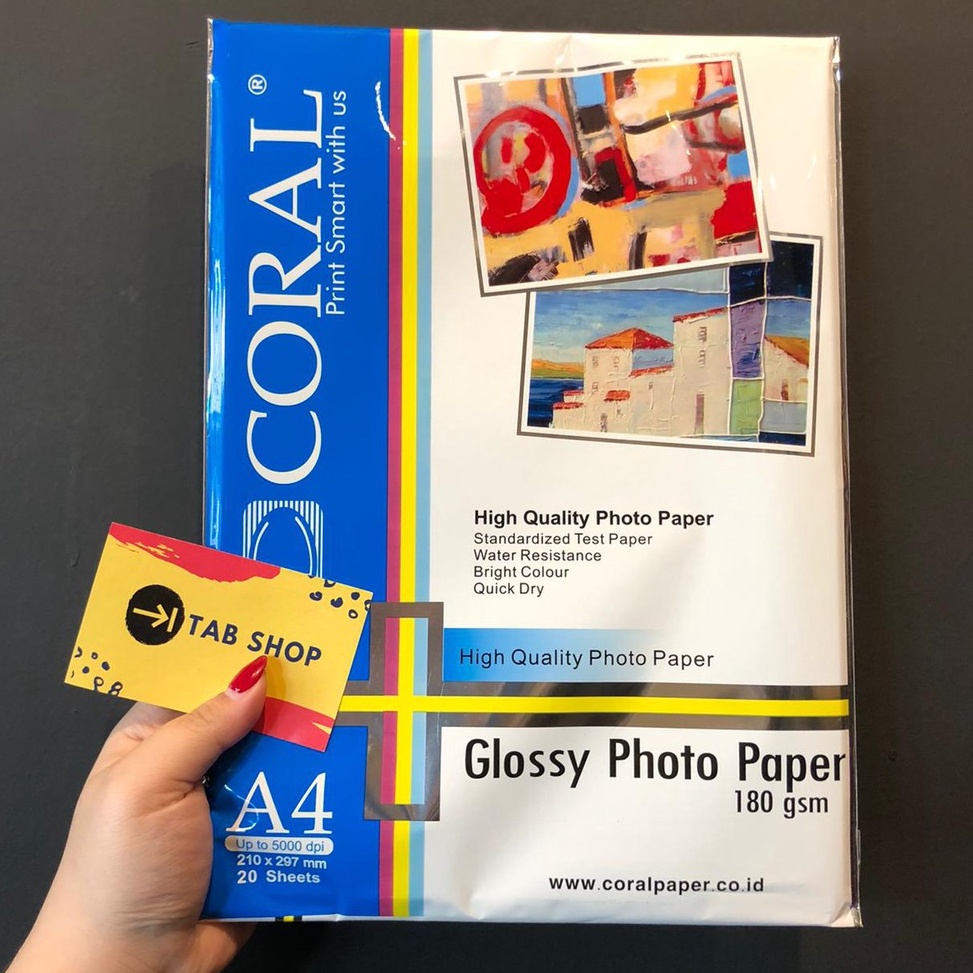 CORAL®
Print Smart with us
High Quality Photo Paper
Standardized Test Paper
Water Resistance
Bright Colour
Quick Dry
TAB SHOP
High Quality Photo Paper
Glossy Photo Paper
180 gsm
A4
Up to 5000 dpi
210 x 297 mm
20 Sheets
www.coralpaper.co.id